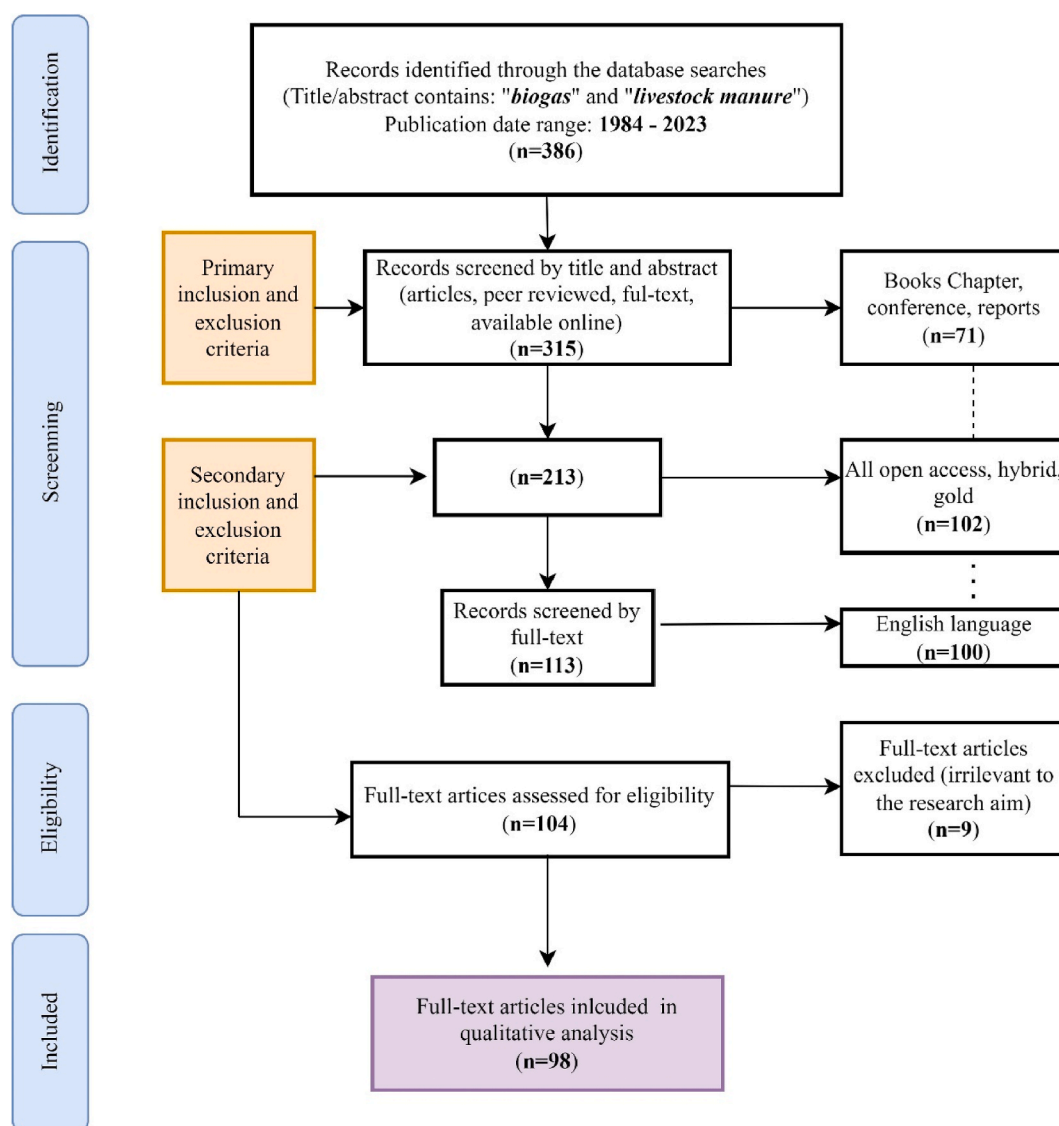 Identification
Records identified through the database searches
(Title/abstract contains: "biogas" and "livestock manure")
Publication date range: 1984 - 2023
(n=386)
Screnning
Primary
inclusion and
exclusion
criteria
Records screened by title and abstract
(articles, peer reviewed, ful-text,
available online)
(n=315)
Books Chapter,
conference, reports
(n=71)
Secondary
inclusion and
exclusion
criteria
(n=213)
All open access, hybrid,
gold
(n=102)
Records screened by
full-text
(n=113)
English language
(n=100)
Eligibility
Full-text artices assessed for eligibility
(n=104)
Full-text articles
excluded (irrilevant to
the research aim)
(n=9)
Included
Full-text articles inlcuded in
qualitative analysis
(n=98)